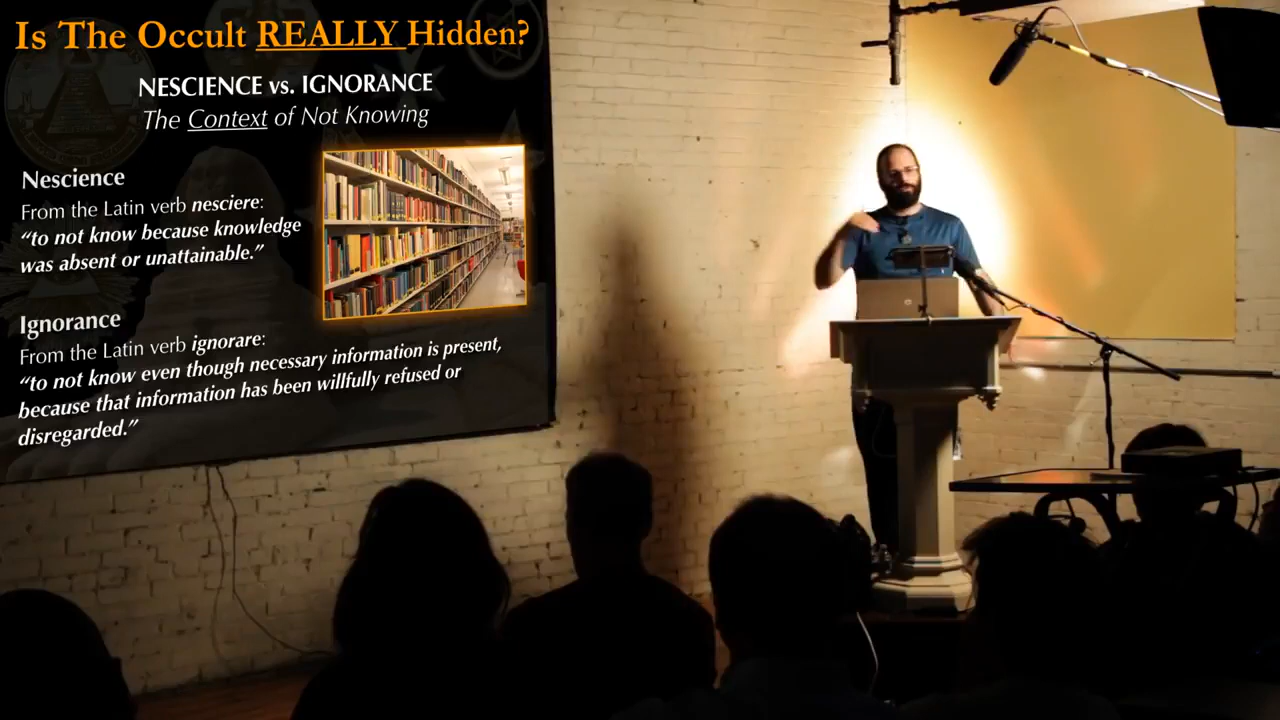 Is The Occult REALLY Hidden?
NESCIENCE vs. IGNORANCE
The Context of Not Knowing
Nescience
From the Latin verb nesciere:
“to not know because knowledge
was absent or unattainable.”
Ignorance
From the Latin verb ignorare:
“to not know even though necessary information is present,
because that information has been willfully refused or
disregarded.”